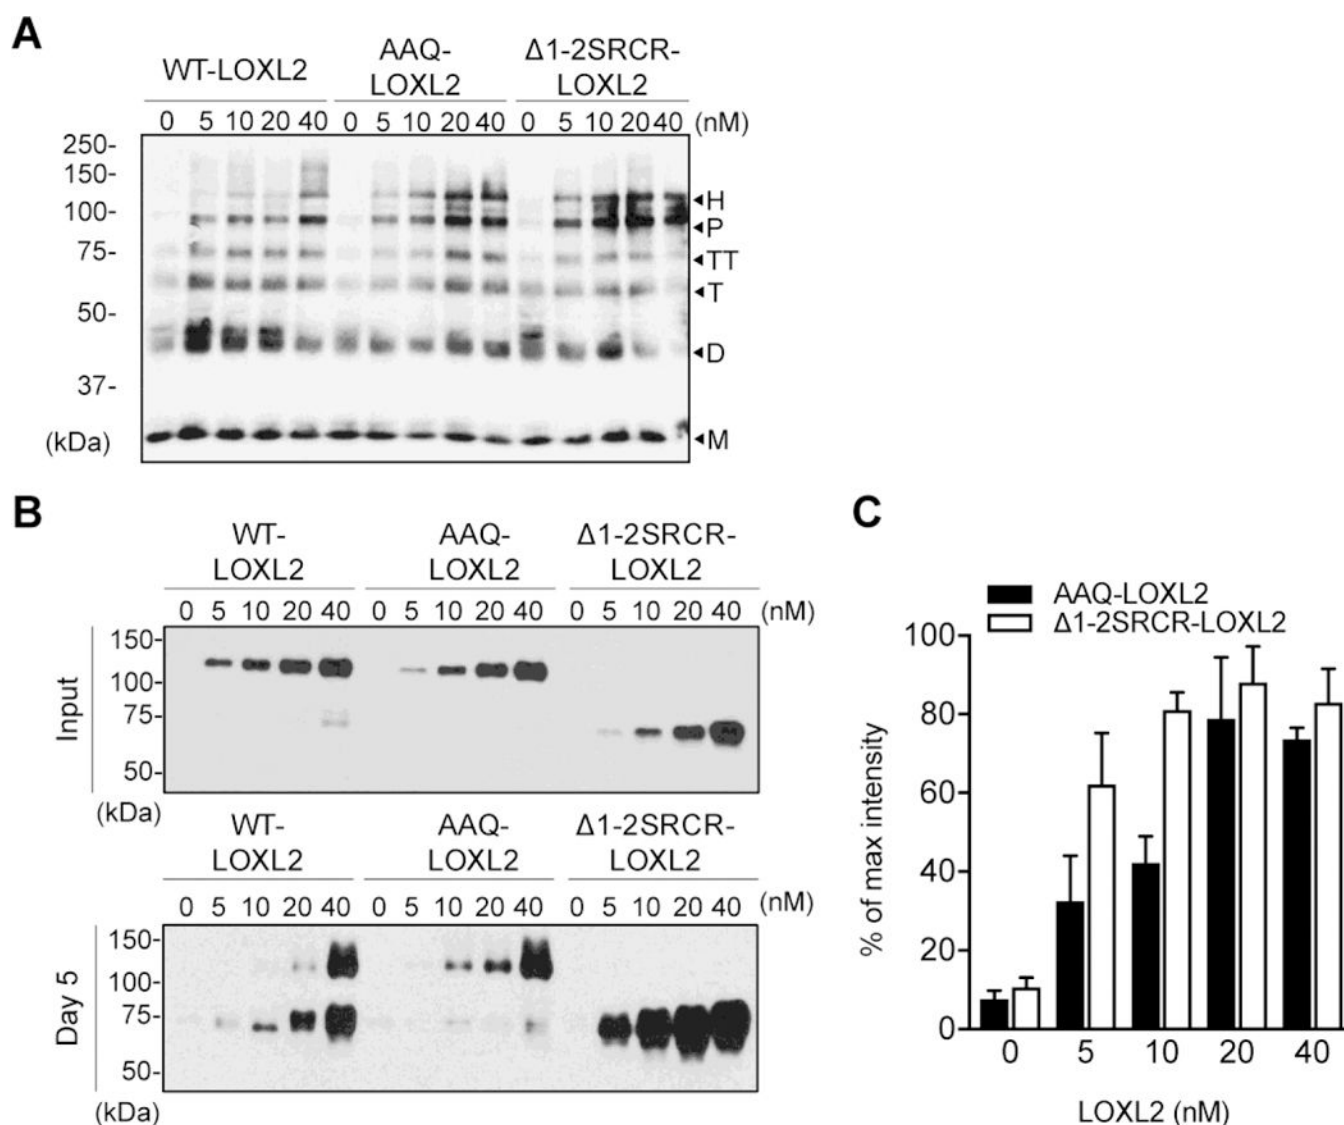 A
WT-LOXL2
AAQ-
LOXL2
Δ1-2SRCR-
LOXL2
0 5 10 20 40 0 5 10 20 40 0 5 10 20 40 (nM)
250-
150-
100-
75-
50-
37-
(kDa)
H
P
TT
T
D
M
B
WT-
LOXL2
AAQ-
LOXL2
Δ1-2SRCR-
LOXL2
0 5 10 20 40 0 5 10 20 40 0 5 10 20 40 (nM)
Input
150-
100-
75-
50-
(kDa)
WT-
LOXL2
AAQ-
LOXL2
Δ1-2SRCR-
LOXL2
0 5 10 20 40 0 5 10 20 40 0 5 10 20 40 (nM)
Day 5
150-
100-
75-
50-
(kDa)
C
AAQ-LOXL2
Δ1-2SRCR-LOXL2
% of max intensity
100
80
60
40
20
0
0 5 10 20 40
LOXL2 (nM)